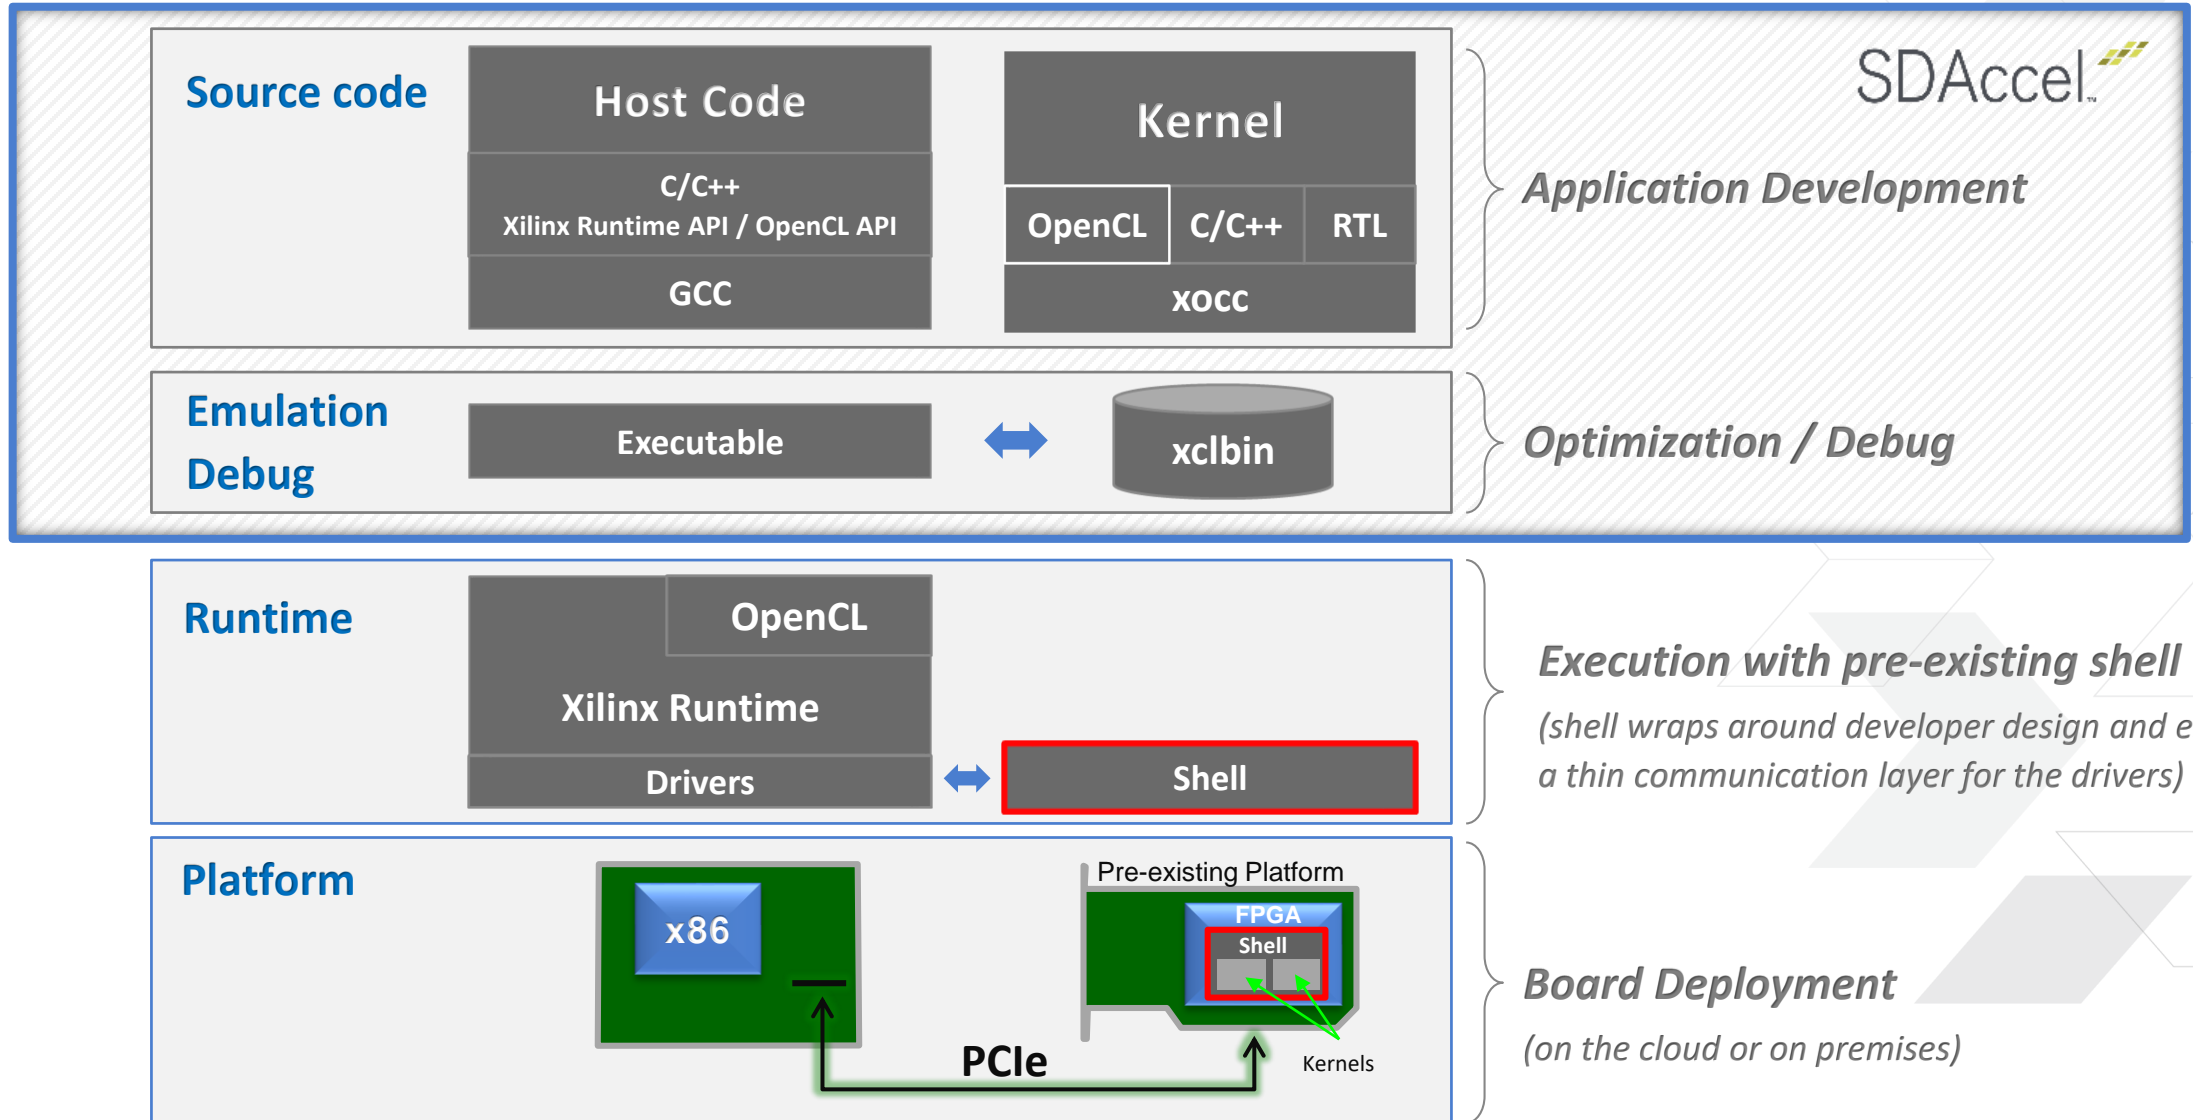 SDAccel™
Source code
Host Code
C/C++
Xilinx Runtime API / OpenCL API
GCC
Kernel
OpenCL C/C++ RTL
xocc
Application Development
Emulation
Debug
Executable
xclbin
Optimization / Debug
Runtime
OpenCL
Xilinx Runtime
Drivers
Shell
Execution with pre-existing shell
(shell wraps around developer design and
a thin communication layer for the drivers)
Platform
x86
Pre-existing Platform
FPGA
Shell
Kernels
PCIe
Board Deployment
(on the cloud or on premises)